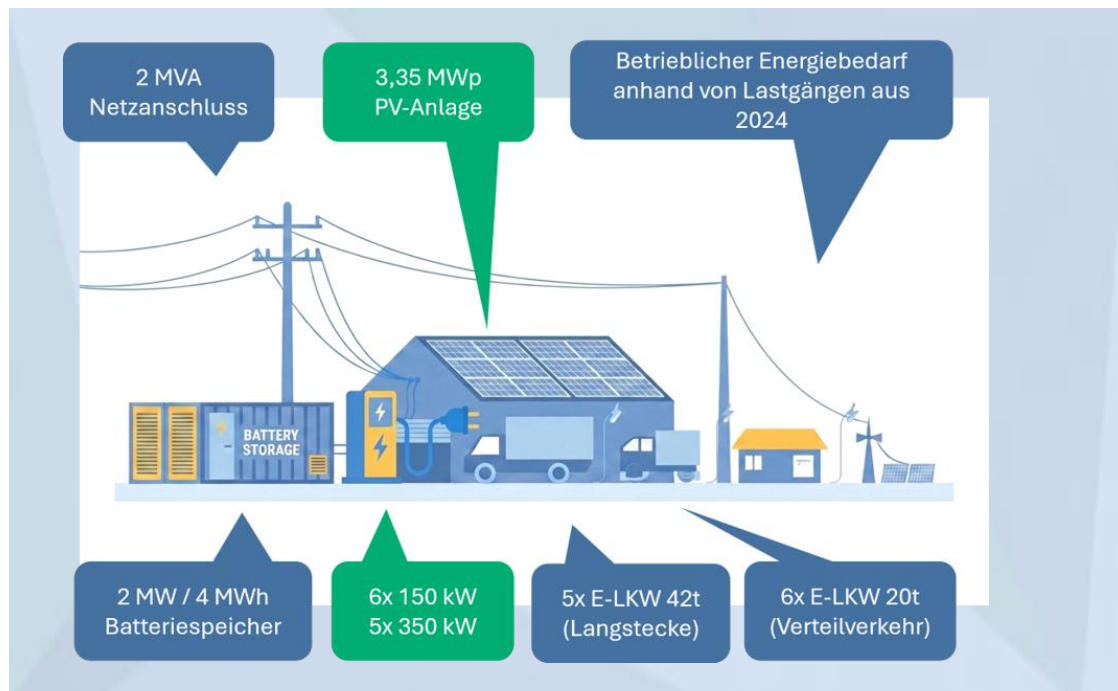 2 MVA
Netzanschluss
3,35 MWp
PV-Anlage
Betrieblicher Energiebedarf
anhand von Lastgängen aus
2024
BATTERY
STORAGE
2 MW / 4 MWh
Batteriespeicher
6x 150 kW
5x 350 kW
5x E-LKW 42t
(Langstecke)
6x E-LKW 20t
(Verteilverkehr)